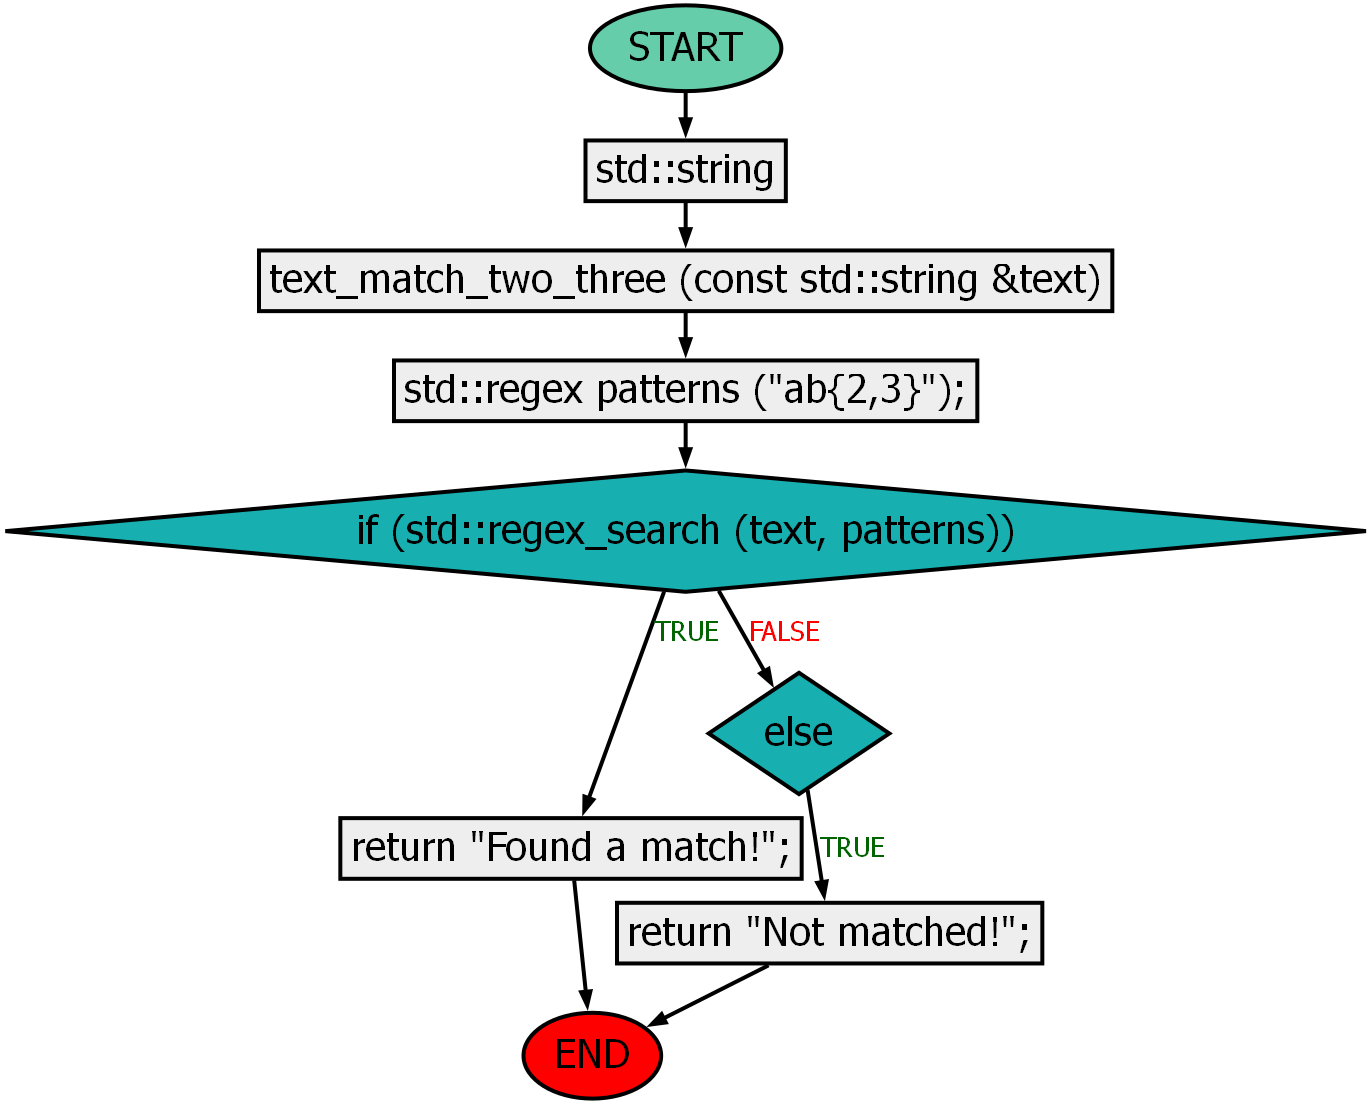 START
std::string
text_match_two_three (const std::string &text)
std::regex patterns ("ab{2,3}");
if (std::regex_search (text, patterns))
TRUE
FALSE
else
return "Found a match!";
TRUE
return "Not matched!";
END